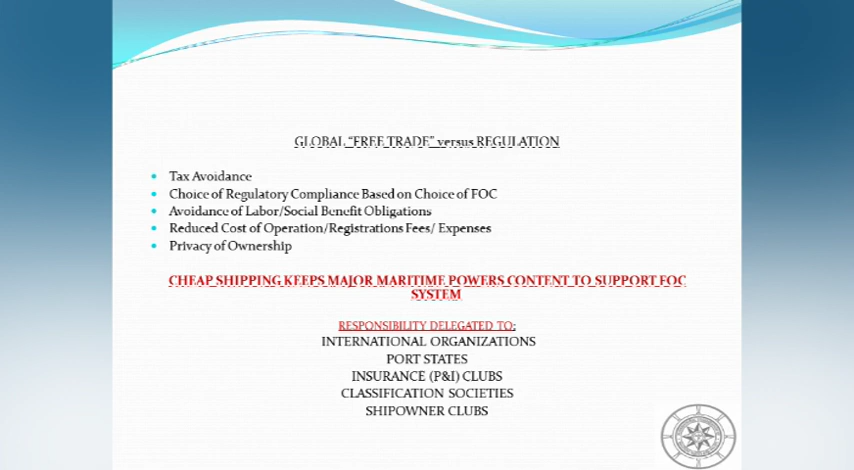 GLOBAL "FREE TRADE" versus REGULATION
Tax Avoidance
Choice of Regulatory Compliance Based on Choice of FOC
Avoidance of Labor/Social Benefit Obligations
Reduced Cost of Operation/Registrations Fees/ Expenses
Privacy of Ownership
CHEAP SHIPPING KEEPS MAJOR MARITIME POWERS CONTENT TO SUPPORT FOC
SYSTEM
RESPONSIBILITY DELEGATED TO:
INTERNATIONAL ORGANIZATIONS
PORT STATES
INSURANCE (P&I) CLUBS
CLASSIFICATION SOCIETIES
SHIPOWNER CLUBS